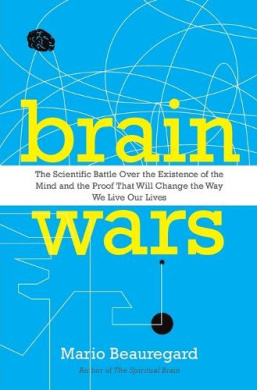 brain
The Scientific Battle Over the Existence of the
Mind and the Proof That Will Change the Way
We Live Our Lives
wars
Mario Beauregard
Author of The Spiritual Brain